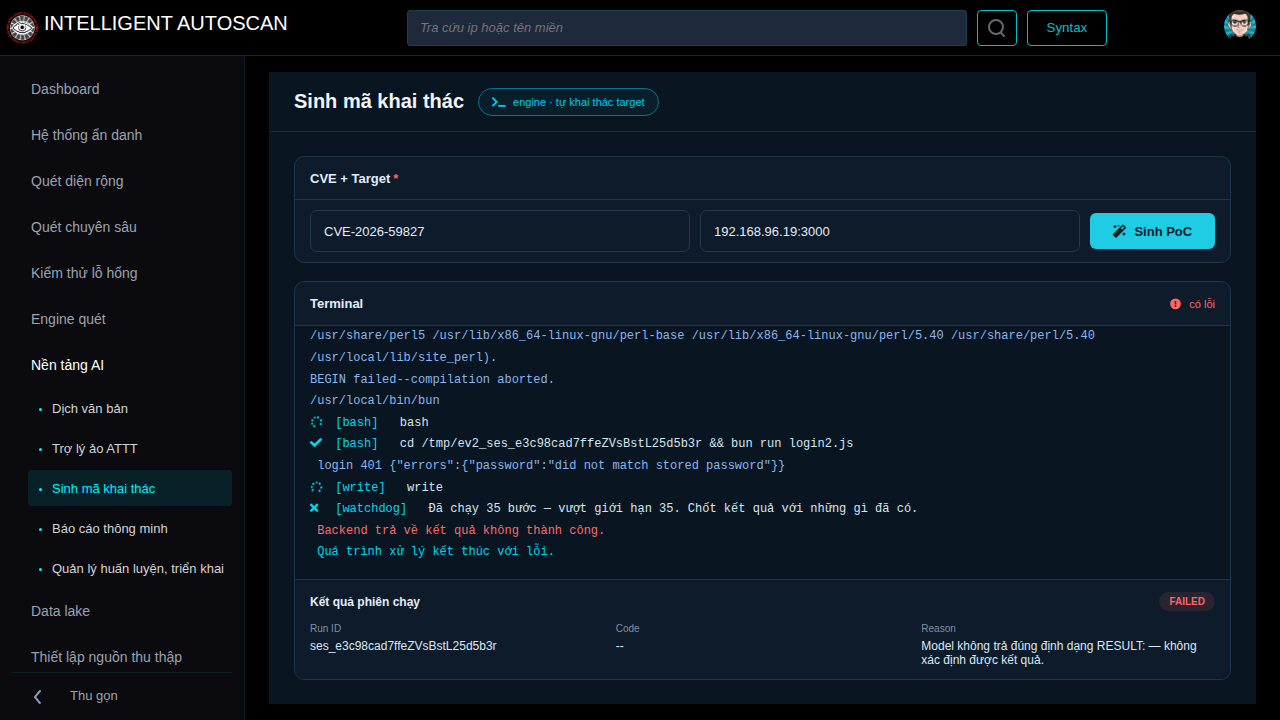 INTELLIGENT AUTOSCAN
Tra cứu ip hoặc tên miền
Syntax
Dashboard
Hệ thống ẩn danh
Quét diện rộng
Quét chuyên sâu
Kiểm thử lỗ hổng
Engine quét
Nền tảng AI
Dịch văn bản
Trợ lý ảo ATTT
Sinh mã khai thác
Báo cáo thông minh
Quản lý huấn luyện, triển khai
Data lake
Thiết lập nguồn thu thập
Thu gọn
Sinh mã khai thác
engine · tự khai thác target
CVE + Target *
CVE-2026-59827
192.168.96.19:3000
Sinh PoC
Terminal
có lỗi
/usr/share/perl5 /usr/lib/x86_64-linux-gnu/perl-base /usr/lib/x86_64-linux-gnu/perl/5.40 /usr/share/perl/5.40
/usr/local/lib/site_perl).
BEGIN failed--compilation aborted.
/usr/local/bin/bun
[bash] bash
[bash] cd /tmp/ev2_ses_e3c98cad7ffeZVsBstL25d5b3r && bun run login2.js
login 401 {"errors":{"password":"did not match stored password"}}
[write] write
[watchdog] Đã chạy 35 bước — vượt giới hạn 35. Chốt kết quả với những gì đã có.
Backend trả về kết quả không thành công.
Quá trình xử lý kết thúc với lỗi.
Kết quả phiên chạy
FAILED
Run ID
ses_e3c98cad7ffeZVsBstL25d5b3r
Code
--
Reason
Model không trả đúng định dạng RESULT: — không
xác định được kết quả.